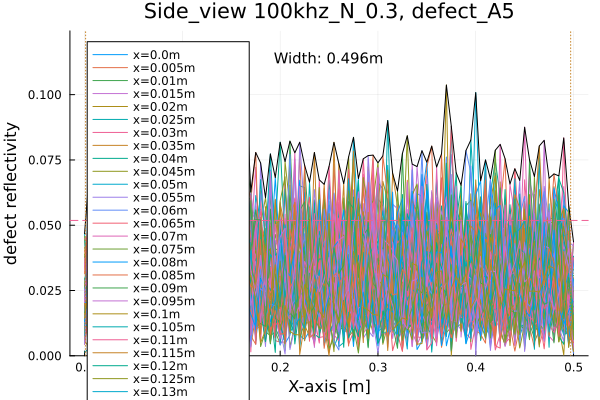 Side_view 100khz_N_0.3, defect_A5
Width: 0.496m
defect reflectivity
0.100
0.075
0.050
0.025
0.000
x=0.0m
x=0.005m
x=0.01m
x=0.015m
x=0.02m
x=0.025m
x=0.03m
x=0.035m
x=0.04m
x=0.045m
x=0.05m
x=0.055m
x=0.06m
x=0.065m
x=0.07m
x=0.075m
x=0.08m
x=0.085m
x=0.09m
x=0.095m
x=0.1m
x=0.105m
x=0.11m
x=0.115m
x=0.12m
x=0.125m
x=0.13m
0.2 0.3 0.4 0.5
X-axis [m]